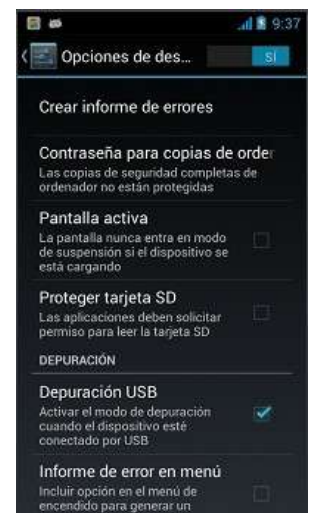 9:37
Opciones de des... SÍ
Crear informe de errores
Contraseña para copias de order
Las copias de seguridad completas de
ordenador no están protegidas
Pantalla activa
La pantalla nunca entra en modo
de suspensión si el dispositivo se
está cargando
Proteger tarjeta SD
Las aplicaciones deben solicitar
permiso para leer la tarjeta SD
DEPURACIÓN
Depuración USB
Activar el modo de depuración
cuando el dispositivo esté
conectado por USB
Informe de error en menú
Incluir opción en el menú de
encendido para generar un